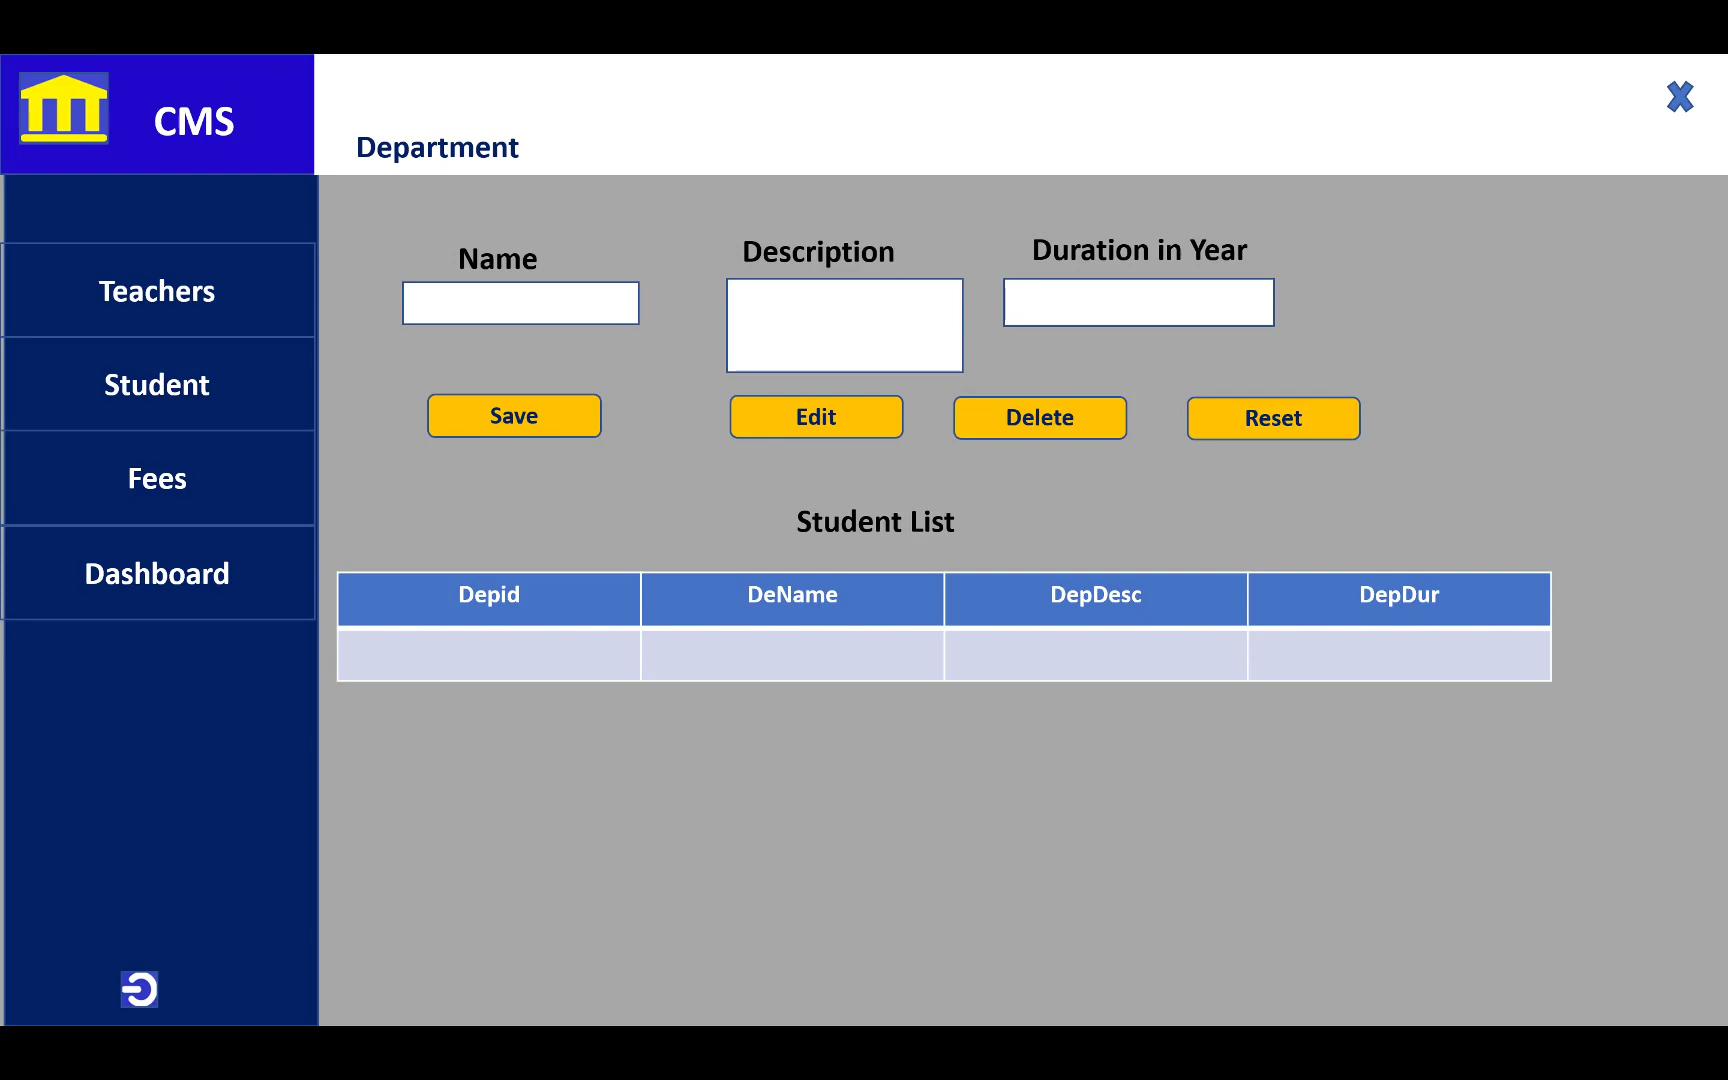 CMS
Department
Teachers
Student
Fees
Dashboard
Name
Description
Duration in Year
Save
Edit
Delete
Reset
Student List
Depid DeName DepDesc DepDur